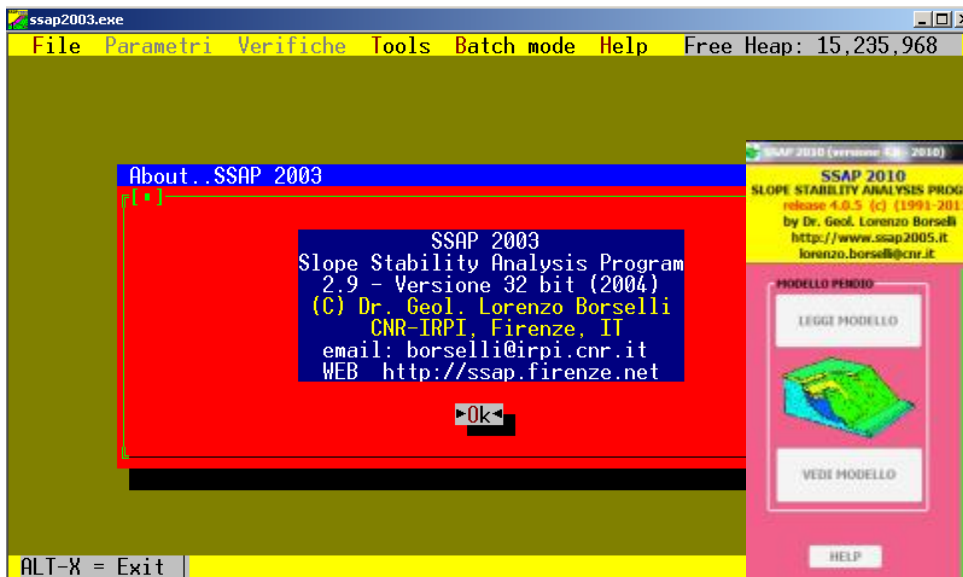 ssap2003.exe
File Parametri Verifiche Tools Batch mode Help Free Heap: 15,235,968
About..SSAP 2003
SSAP 2003
Slope Stability Analysis Program
2.9 - Versione 32 bit (2004)
(C) Dr. Geol. Lorenzo Borselli
CNR-IRPI, Firenze, IT
email: borselli@irpi.cnr.it
WEB http://ssap.firenze.net
Ok
ALT-X = Exit
SSAP 2010 (versione 2010)
SSAP 2010
SLOPE STABILITY ANALYSIS PROG
release 4.0.5 (c) (1991-201
by Dr. Geol. Lorenzo Borselli
http://www.ssap2005.it
lorenzo.borselli@cnr.it
MODELLO PENDIO
LEGGI MODELLO
VEDI MODELLO
HELP